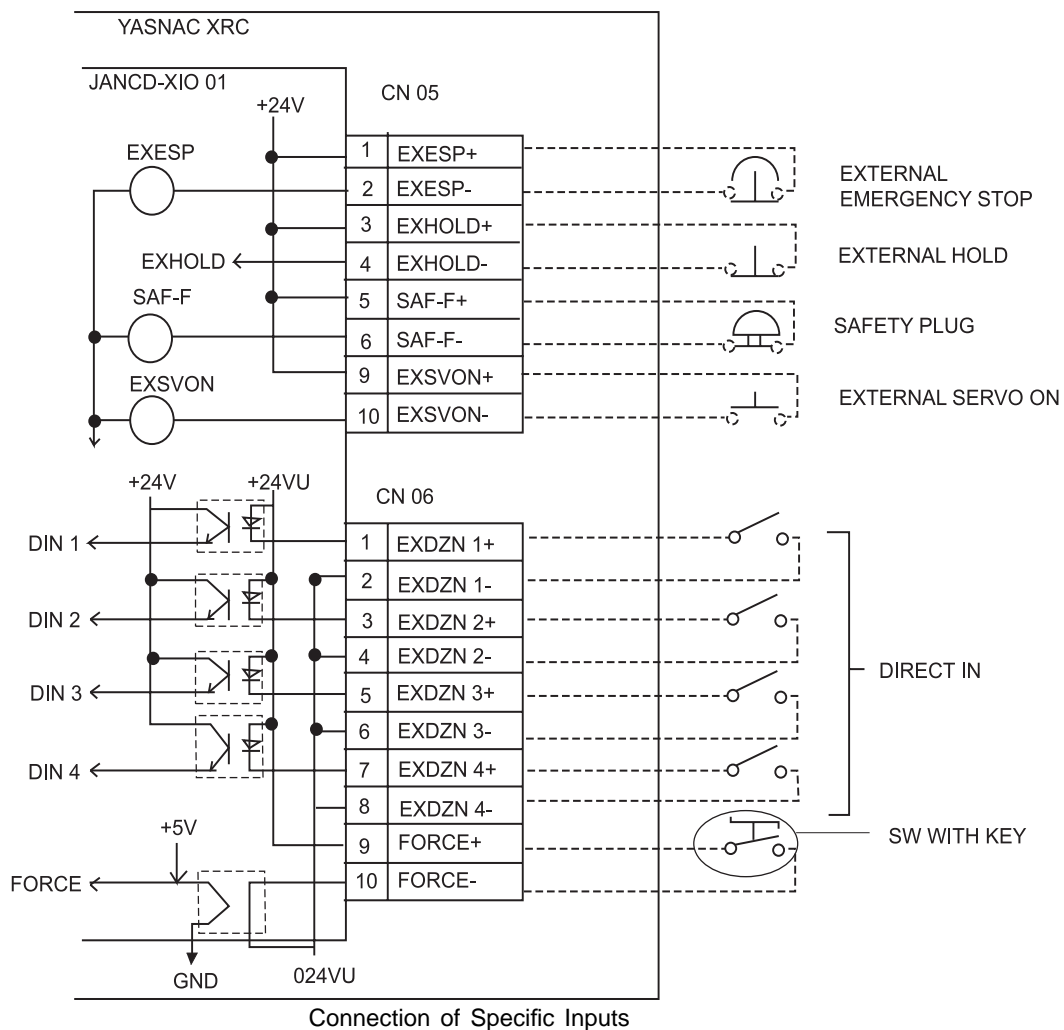 YASNAC XRC
JANCD-XIO 01
CN 05
+24V
EXESP
EXHOLD
SAF-F
EXSVON
1 EXESP+
2 EXESP-
3 EXHOLD+
4 EXHOLD-
5 SAF-F+
6 SAF-F-
9 EXSVON+
10 EXSVON-
EXTERNAL
EMERGENCY STOP
EXTERNAL HOLD
SAFETY PLUG
EXTERNAL SERVO ON
+24V
+24VU
CN 06
DIN 1
DIN 2
DIN 3
DIN 4
+5V
FORCE
GND
024VU
1 EXDZN 1+
2 EXDZN 1-
3 EXDZN 2+
4 EXDZN 2-
5 EXDZN 3+
6 EXDZN 3-
7 EXDZN 4+
8 EXDZN 4-
9 FORCE+
10 FORCE-
DIRECT IN
SW WITH KEY
Connection of Specific Inputs